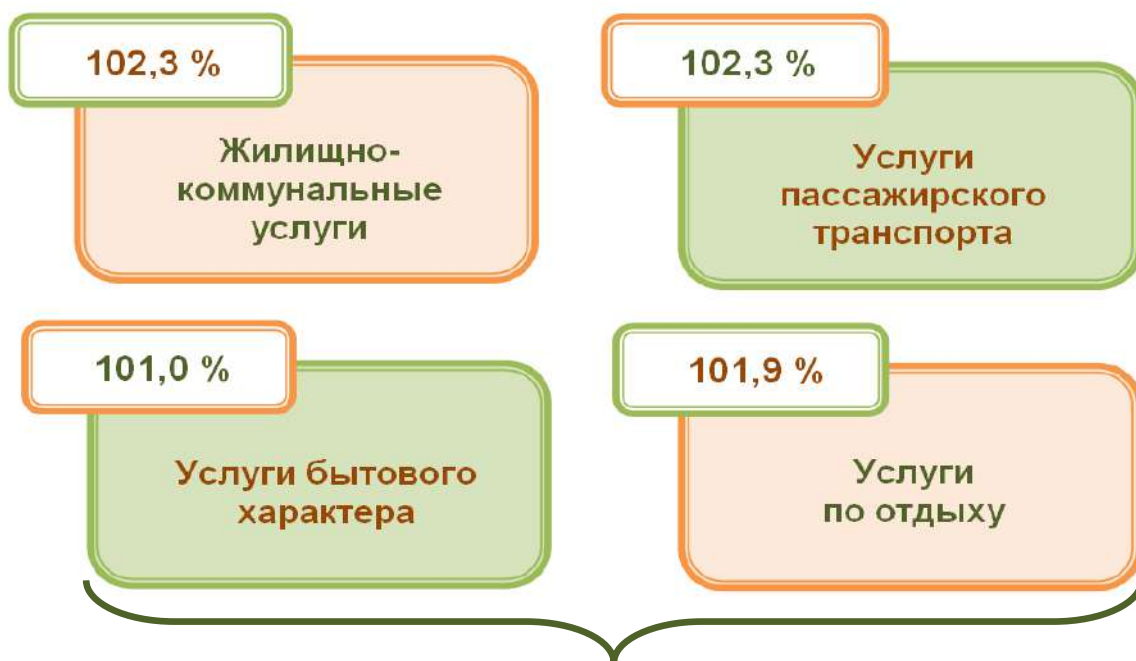 102,3 %
Жилищно-
коммунальные
услуги
102,3 %
Услуги
пассажирского
транспорта
101,0 %
Услуги бытового
характера
101,9 %
Услуги
по отдыху